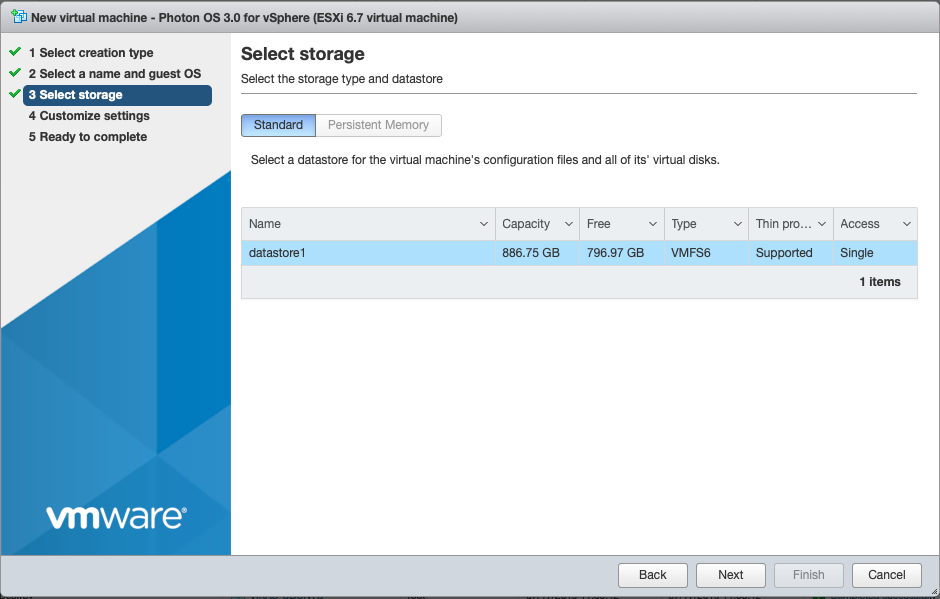 New virtual machine - Photon OS 3.0 for vSphere (ESXi 6.7 virtual machine)
1 Select creation type
2 Select a name and guest OS
3 Select storage
4 Customize settings
5 Ready to complete
vmware®
Select storage
Select the storage type and datastore
Standard Persistent Memory
Select a datastore for the virtual machine's configuration files and all of its' virtual disks.
Name Capacity Free Type Thin pro... Access
datastore1 886.75 GB 796.97 GB VMFS6 Supported Single
1 items
Back Next Finish Cancel